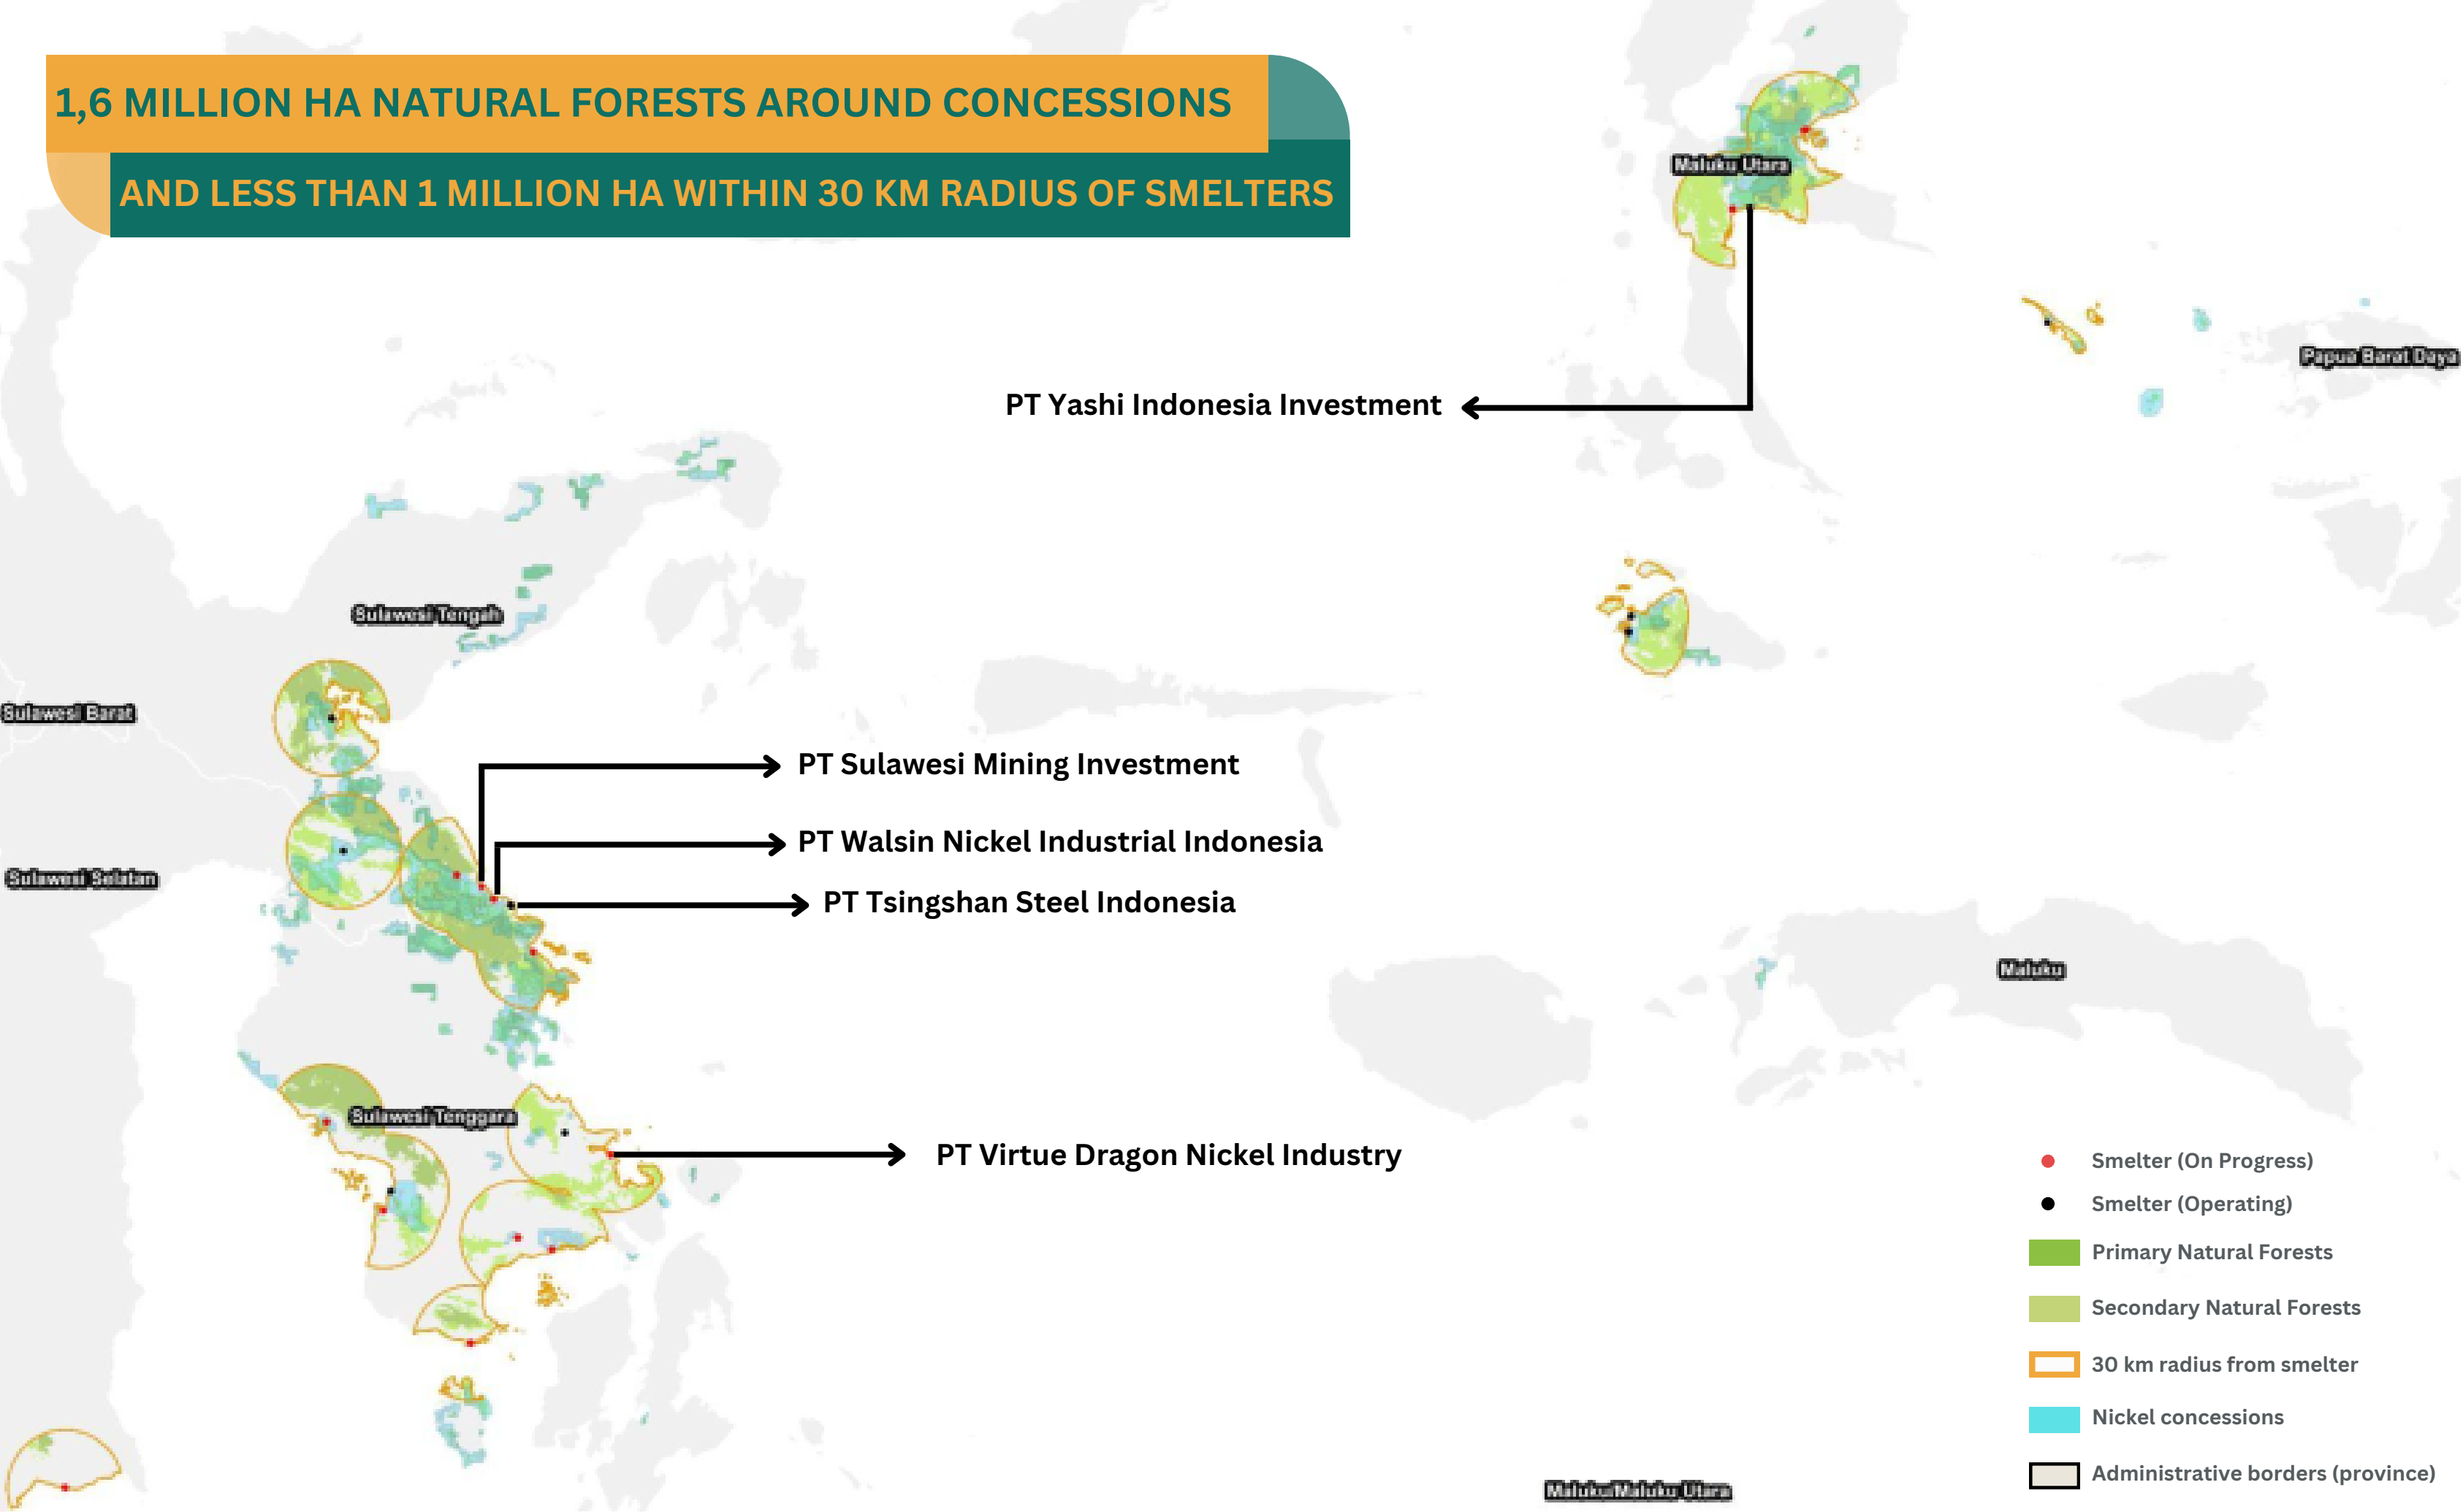 1,6 MILLION HA NATURAL FORESTS AROUND CONCESSIONS
AND LESS THAN 1 MILLION HA WITHIN 30 KM RADIUS OF SMELTERS
Maluku Utara
Papua Barat Daya
PT Yashi Indonesia Investment
Sulawesi Tengah
Sulawesi Barat
PT Sulawesi Mining Investment
PT Walsin Nickel Industrial Indonesia
Sulawesi Selatan
PT Tsingshan Steel Indonesia
Maluku
Sulawesi Tenggara
PT Virtue Dragon Nickel Industry
Smelter (On Progress)
Smelter (Operating)
Primary Natural Forests
Secondary Natural Forests
30 km radius from smelter
Nickel concessions
Administrative borders (province)
Maluku/Maluku Utara